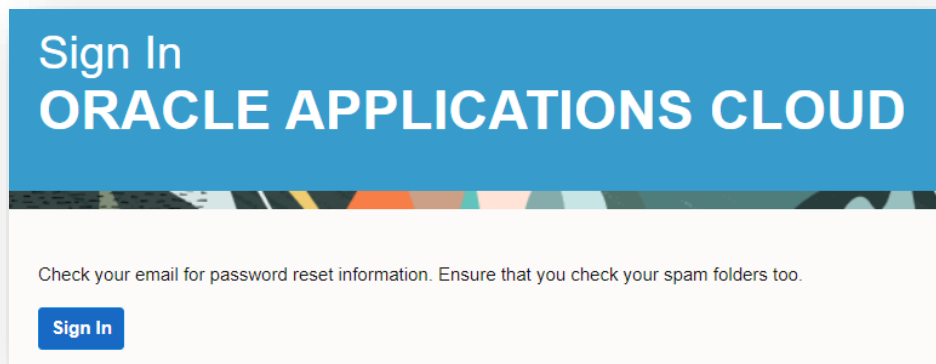 Sign In
ORACLE APPLICATIONS CLOUD
Check your email for password reset information. Ensure that you check your spam folders too.
Sign In